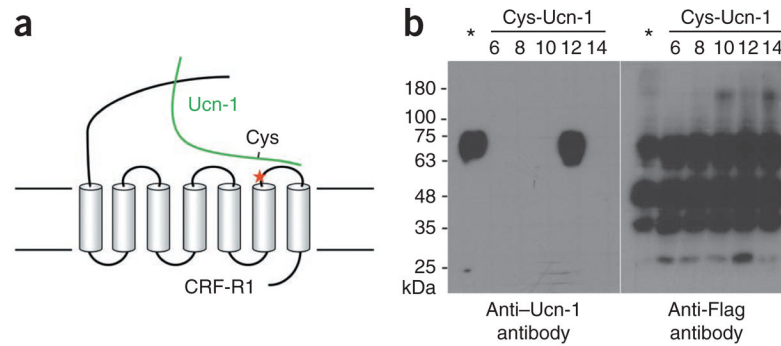 a
Ucn-1
Cys
CRF-R1
b
Cys-Ucn-1 Cys-Ucn-1
* 6 8 10 12 14 * 6 8 10 12 14
180 -
100 -
75 -
63 -
48 -
35 -
25 -
kDa
Anti–Ucn-1 Anti-Flag
antibody antibody